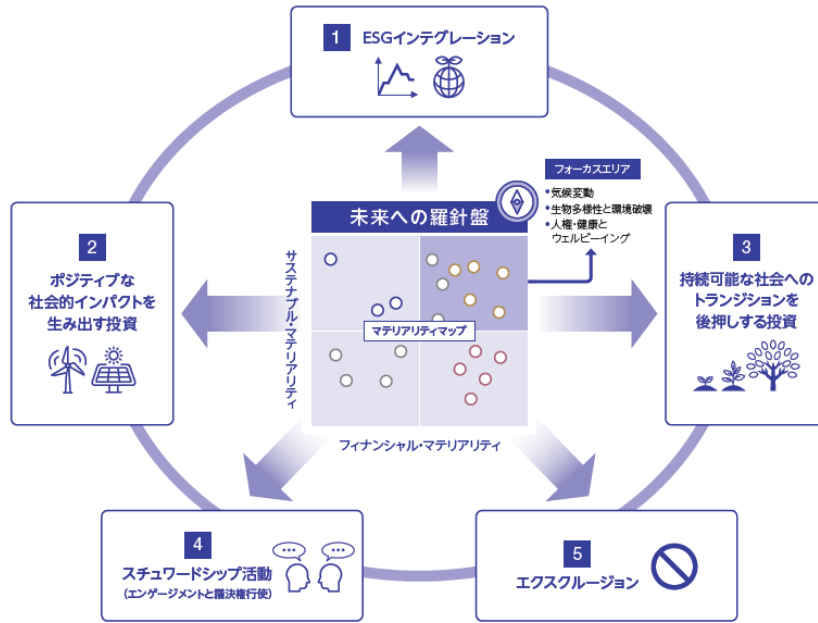 1 ESGインテグレーション
フォーカスエリア
•気候変動
•生物多様性と環境破壊
•人権・健康と
ウェルビーイング
未来への羅針盤
サステナブル・マテリアリティ
マテリアリティマップ
フィナンシャル・マテリアリティ
2
ポジティブな
社会的インパクトを
生み出す投資
3
持続可能な社会への
トランジションを
後押しする投資
4
スチュワードシップ活動
(エンゲージメントと議決権行使)
5
エクスクルージョン